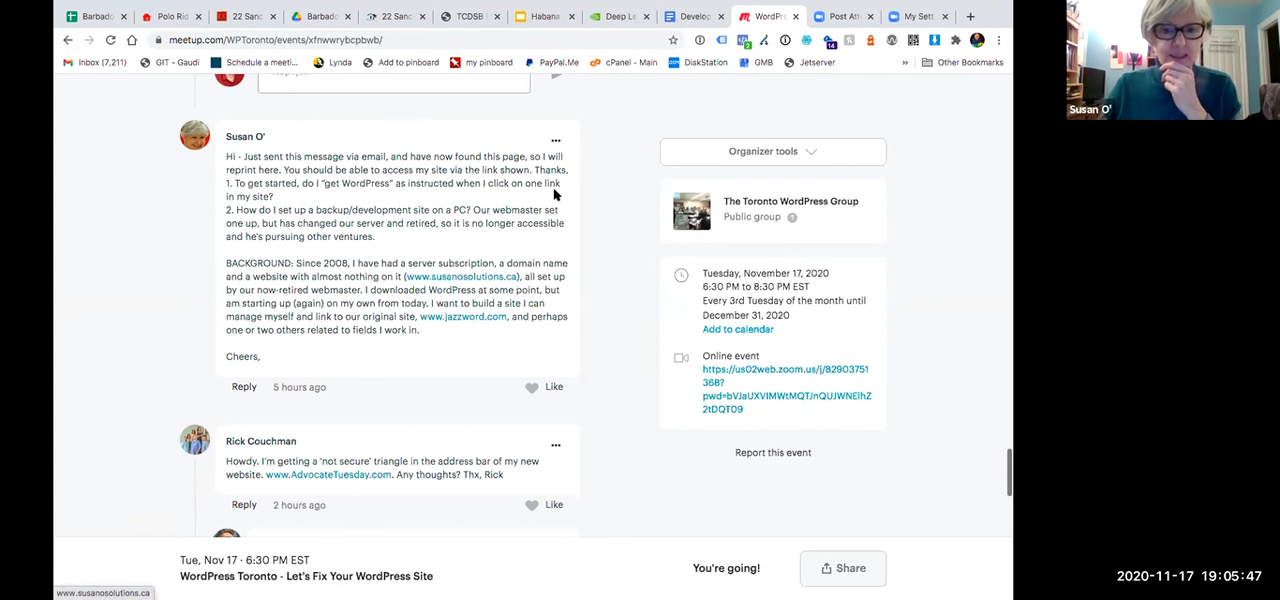 Barbado
Polo Rid
22 Sanc
Barbado
22 Sanc
TCDSB
Habana
Deep Le
Develop
WordPr
Post Att
My Sett
meetup.com/WPToronto/events/xfnwwrybcpbwb/
2
14
Inbox (7,211)
GIT - Gaudi
Schedule a meeti...
Lynda
Add to pinboard
my pinboard
PayPal.Me
cPanel - Main
DiskStation
GMB
Jetserver
»
Other Bookmarks
Susan O'
Susan O'
Hi - Just sent this message via email, and have now found this page, so I will
reprint here. You should be able to access my site via the link shown. Thanks,
1. To get started, do I "get WordPress" as instructed when I click on one link
in my site?
2. How do I set up a backup/development site on a PC? Our webmaster set
one up, but has changed our server and retired, so it is no longer accessible
and he's pursuing other ventures.
BACKGROUND: Since 2008, I have had a server subscription, a domain name
and a website with almost nothing on it (www.susanosolutions.ca), all set up
by our now-retired webmaster. I downloaded WordPress at some point, but
am starting up (again) on my own from today. I want to build a site I can
manage myself and link to our original site, www.jazzword.com, and perhaps
one or two others related to fields I work in.
Cheers,
Reply
5 hours ago
Like
Rick Couchman
Howdy. I'm getting a 'not secure' triangle in the address bar of my new
website. www.AdvocateTuesday.com. Any thoughts? Thx, Rick
Reply
2 hours ago
Like
Organizer tools
The Toronto WordPress Group
Public group ?
Tuesday, November 17, 2020
6:30 PM to 8:30 PM EST
Every 3rd Tuesday of the month until
December 31, 2020
Add to calendar
Online event
https://us02web.zoom.us/j/82903751
368?
pwd=bVJaUXVIMWtMQTJnQUJWNElhZ
2tDQT09
Report this event
Tue, Nov 17 · 6:30 PM EST
WordPress Toronto - Let's Fix Your WordPress Site
You're going!
Share
www.susanosolutions.ca
2020-11-17 19:05:47